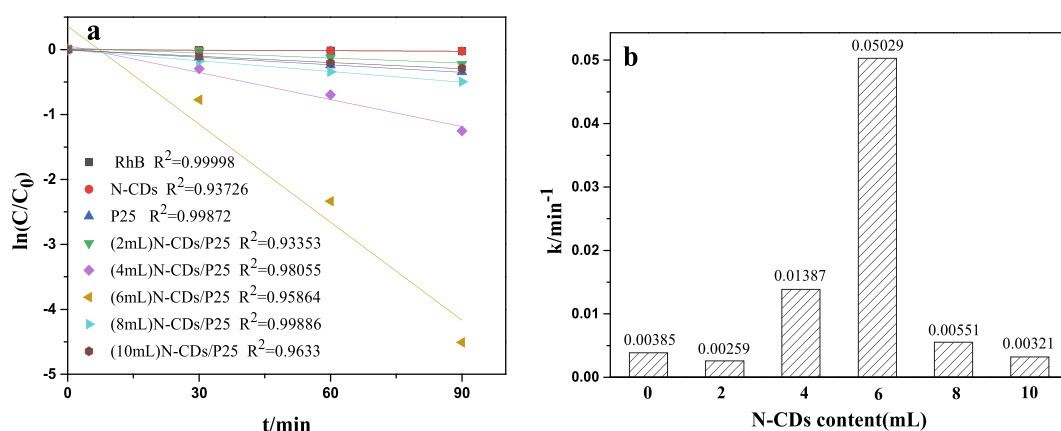 a
0
-1
-2
-3
-4
-5
ln(C/C0)
RhB R2=0.99998
N-CDs R2=0.93726
P25 R2=0.99872
(2mL)N-CDs/P25 R2=0.93353
(4mL)N-CDs/P25 R2=0.98055
(6mL)N-CDs/P25 R2=0.95864
(8mL)N-CDs/P25 R2=0.99886
(10mL)N-CDs/P25 R2=0.9633
0 30 60 90
t/min
b
0.05
0.04
0.03
0.02
0.01
0.00
k/min-1
0.00385
0.00259
0.01387
0.05029
0.00551
0.00321
0 2 4 6 8 10
N-CDs content(mL)